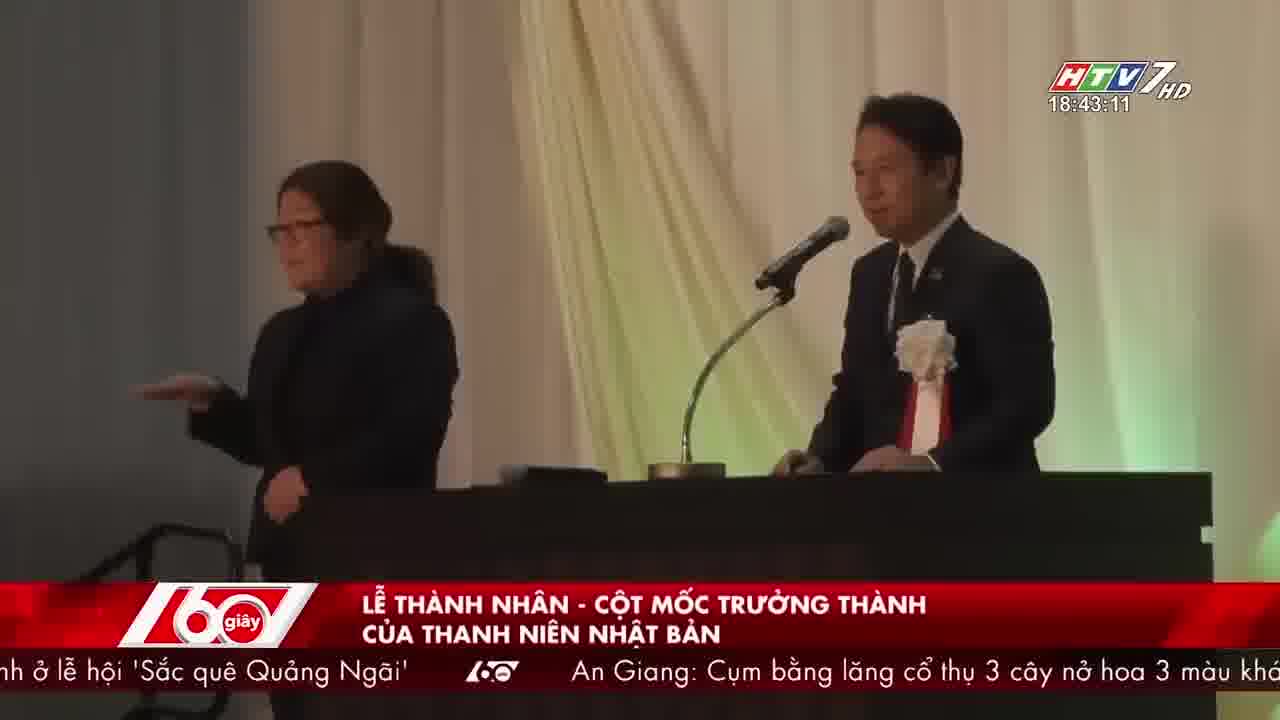 HTV7 HD
18:43:11
60 giây
LỄ THÀNH NHÂN - CỘT MỐC TRƯỞNG THÀNH
CỦA THANH NIÊN NHẬT BẢN
ở lễ hội 'Sắc quê Quảng Ngãi' 60 An Giang: Cụm bằng lăng cổ thụ 3 cây nở hoa 3 màu